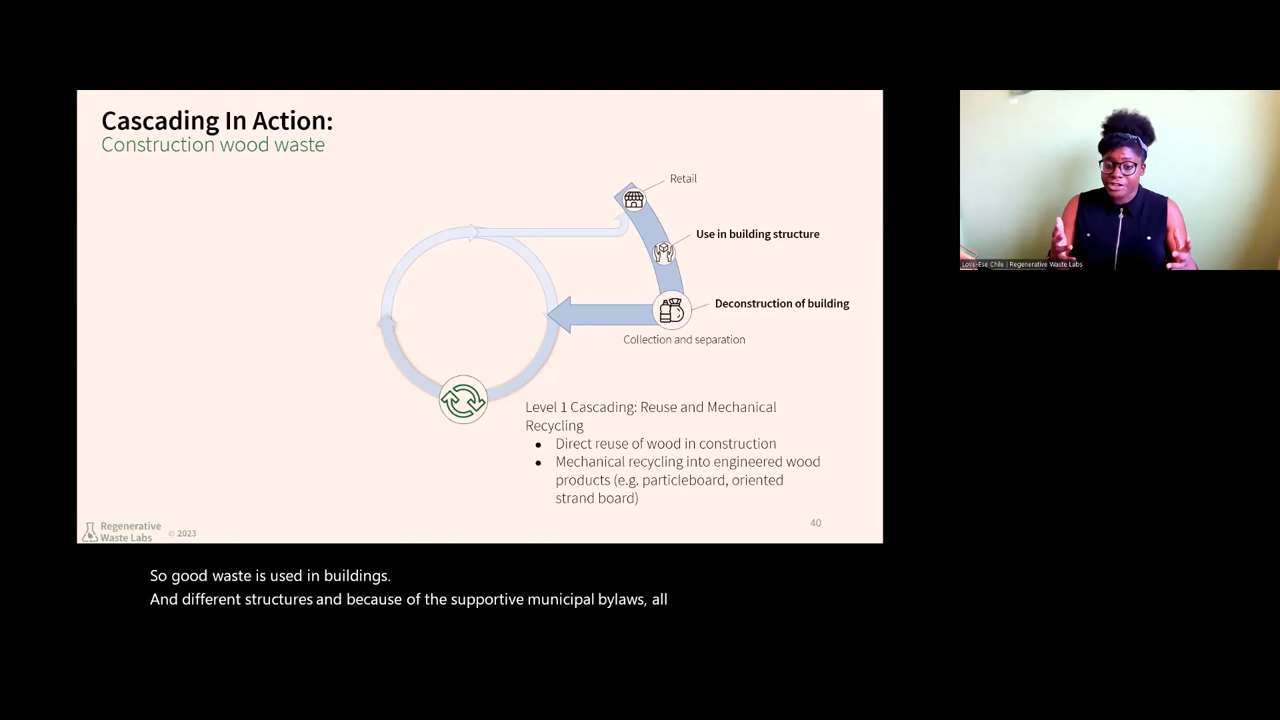 Cascading In Action:
Construction wood waste
Retail
Use in building structure
Deconstruction of building
Collection and separation
Level 1 Cascading: Reuse and Mechanical
Recycling
● Direct reuse of wood in construction
● Mechanical recycling into engineered wood
products (e.g. particleboard, oriented
strand board)
Regenerative
Waste Labs
© 2023
40
Love-Ese Chile | Regenerative Waste Labs
So good waste is used in buildings.
And different structures and because of the supportive municipal bylaws, all